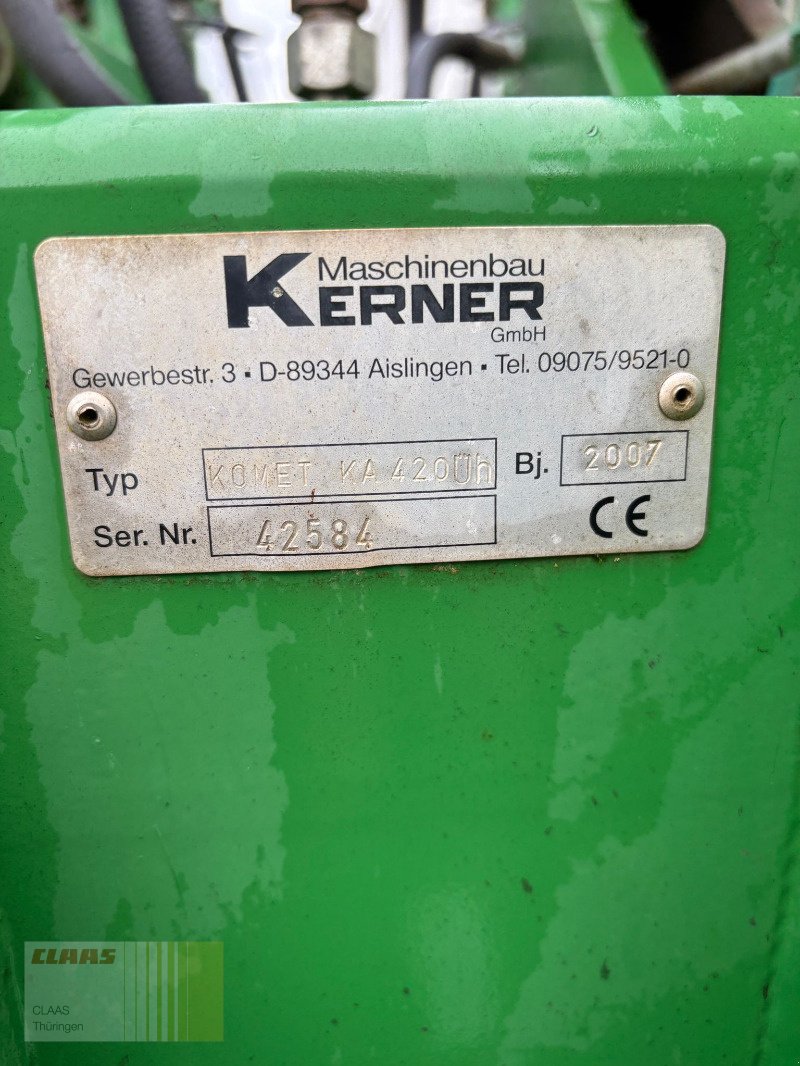 Maschinenbau
KERNER
GmbH
Gewerbestr. 3 ▪ D-89344 Aislingen ▪ Tel. 09075/9521-0
Typ KOMET KA 420Üh Bj. 2007
Ser. Nr. 42584 CE
CLAAS
CLAAS
Thüringen